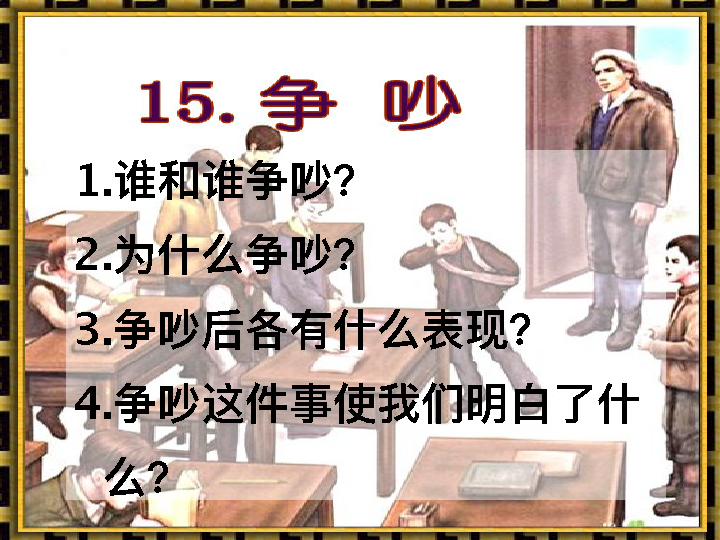 15. 争 吵
1.谁和谁争吵?
2.为什么争吵?
3.争吵后各有什么表现?
4.争吵这件事使我们明白了什
么?